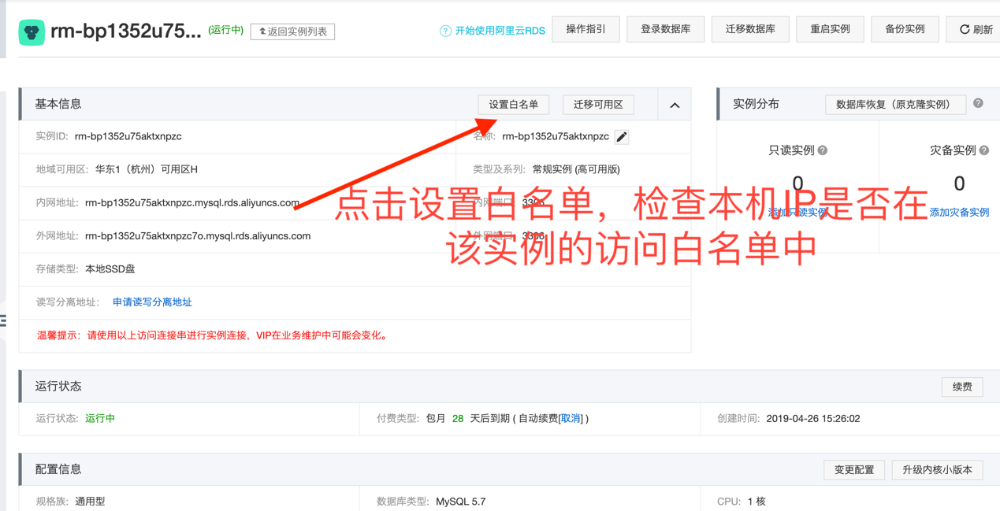 rm-bp1352u75... (运行中) 返回实例列表 开始使用阿里云RDS 操作指引 登录数据库 迁移数据库 重启实例 备份实例 刷新
基本信息 设置白名单 迁移可用区
实例分布 数据库恢复（原克隆实例）
实例ID: rm-bp1352u75aktxnpzc 名称: rm-bp1352u75aktxnpzc
只读实例 灾备实例
地域可用区: 华东1（杭州）可用区H 类型及系列: 常规实例 (高可用版)
0 0
内网地址: rm-bp1352u75aktxnpzc.mysql.rds.aliyuncs.com 内网端口: 3306
添加只读实例 添加灾备实例
点击设置白名单，检查本机IP是否在
该实例的访问白名单中
外网地址: rm-bp1352u75aktxnpzc7o.mysql.rds.aliyuncs.com 外网端口: 3306
存储类型: 本地SSD盘
读写分离地址: 申请读写分离地址
温馨提示：请使用以上访问连接串进行实例连接，VIP在业务维护中可能会变化。
运行状态 续费
运行状态: 运行中 付费类型: 包月 28 天后到期 ( 自动续费[取消] ) 创建时间: 2019-04-26 15:26:02
配置信息 变更配置 升级内核小版本
规格族: 通用型 数据库类型: MySQL 5.7 CPU: 1 核